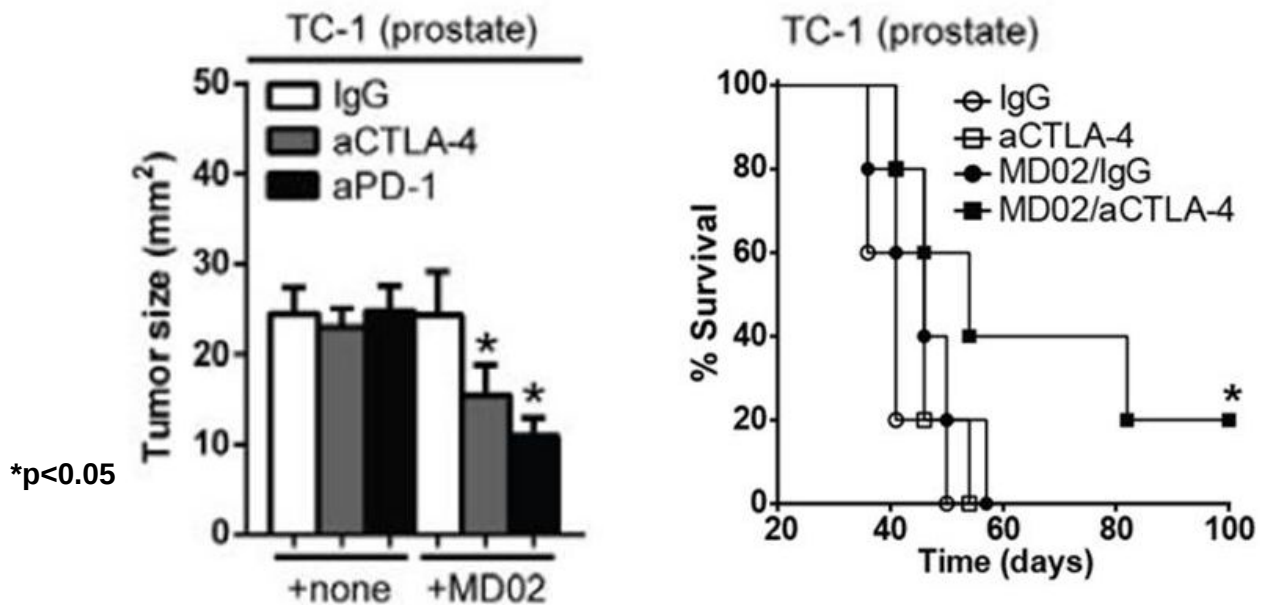 TC-1 (prostate)
50
40
30
20
10
0
Tumor size (mm²)
IgG
aCTLA-4
aPD-1
*
*
+none +MD02
*p<0.05
TC-1 (prostate)
100
80
60
40
20
0
% Survival
IgG
aCTLA-4
MD02/IgG
MD02/aCTLA-4
*
20 40 60 80 100
Time (days)